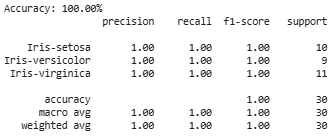 Accuracy: 100.00%
precision recall f1-score support
Iris-setosa 1.00 1.00 1.00 10
Iris-versicolor 1.00 1.00 1.00 9
Iris-virginica 1.00 1.00 1.00 11
accuracy 1.00 30
macro avg 1.00 1.00 1.00 30
weighted avg 1.00 1.00 1.00 30